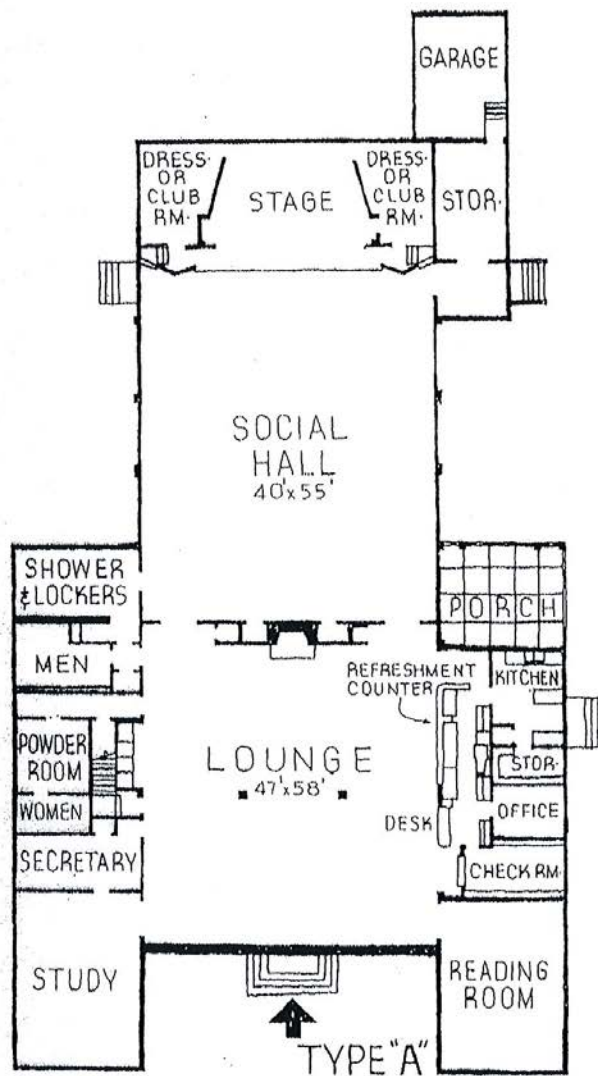 GARAGE
DRESS·
OR
CLUB
RM·
STAGE
DRESS·
OR
CLUB
RM·
STOR·
SOCIAL
HALL
40'x55'
SHOWER
& LOCKERS
PORCH
MEN
REFRESHMENT
COUNTER
KITCHEN
POWDER
ROOM
LOUNGE
47'x58'
STOR·
WOMEN
DESK
OFFICE
SECRETARY
CHECK RM·
STUDY
READING
ROOM
TYPE "A"